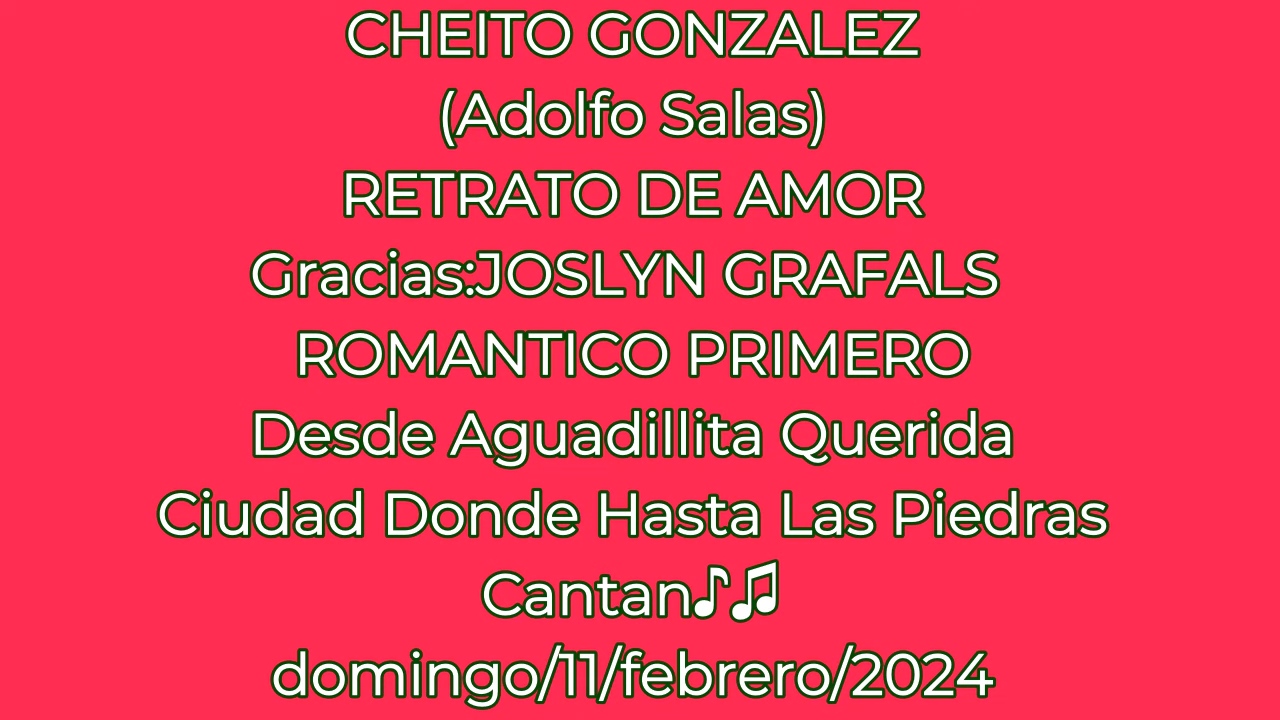 CHEITO GONZALEZ
(Adolfo Salas)
RETRATO DE AMOR
Gracias:JOSLYN GRAFALS
ROMANTICO PRIMERO
Desde Aguadillita Querida
Ciudad Donde Hasta Las Piedras
Cantan🎵🎶
domingo/11/febrero/2024